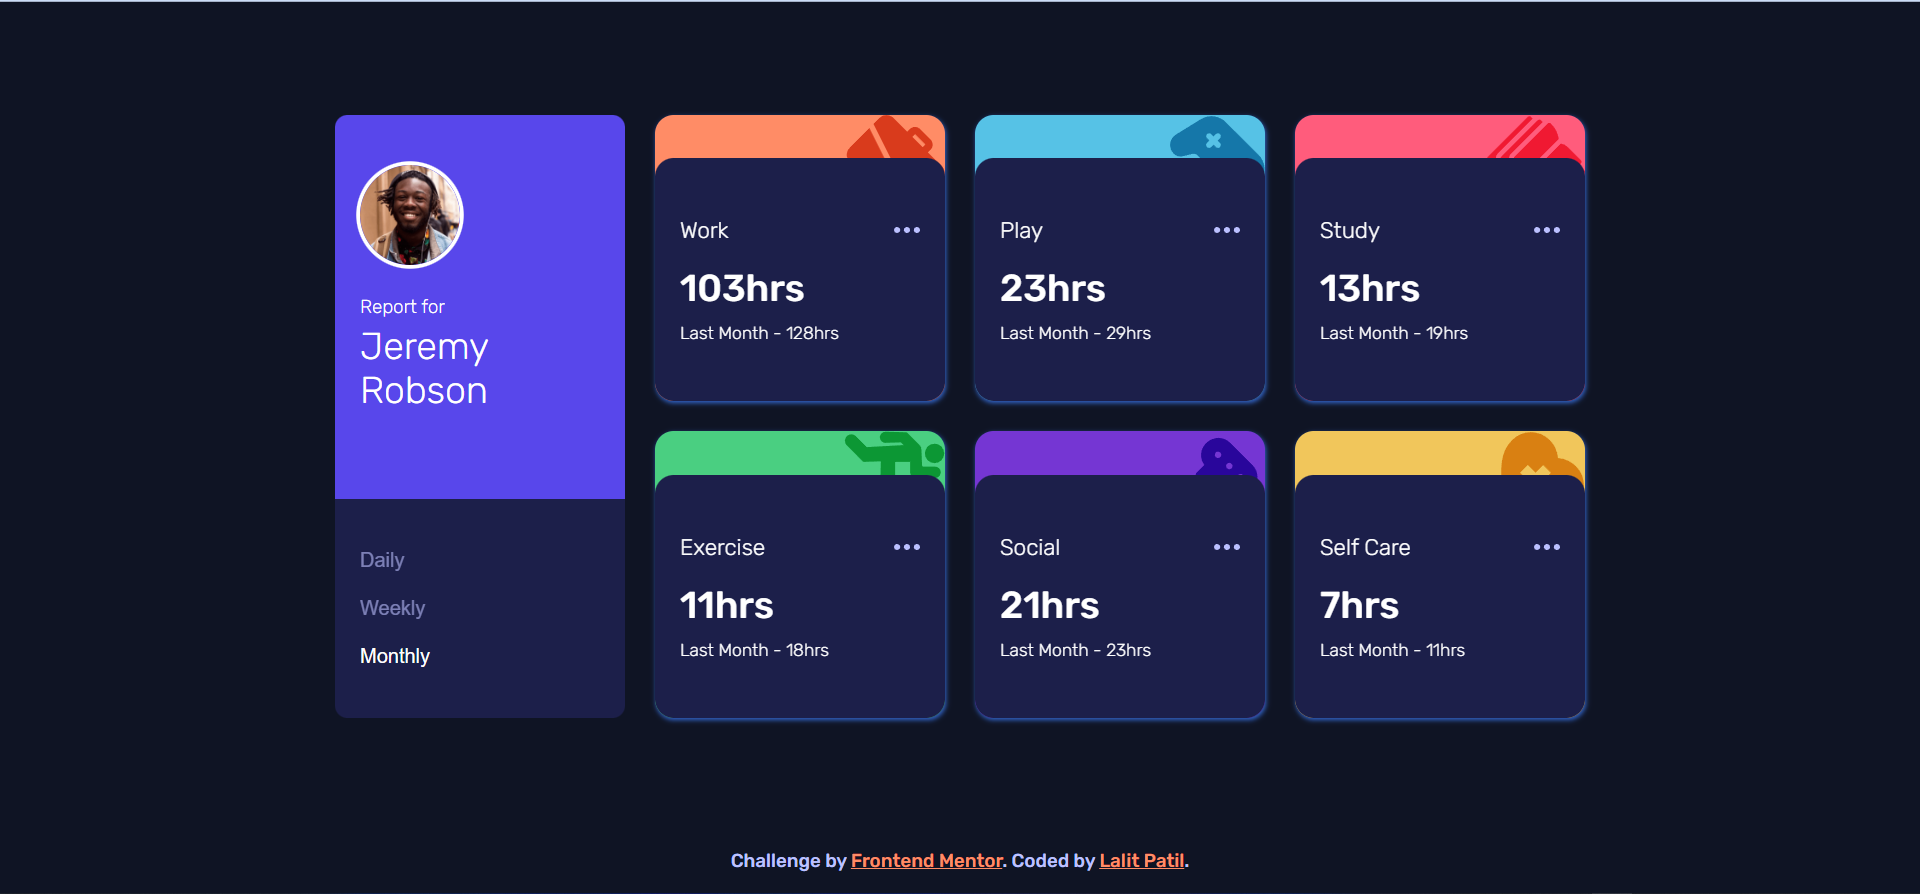 Report for
Jeremy
Robson
Daily
Weekly
Monthly
Work
103hrs
Last Month - 128hrs
Play
23hrs
Last Month - 29hrs
Study
13hrs
Last Month - 19hrs
Exercise
11hrs
Last Month - 18hrs
Social
21hrs
Last Month - 23hrs
Self Care
7hrs
Last Month - 11hrs
Challenge by Frontend Mentor. Coded by Lalit Patil.